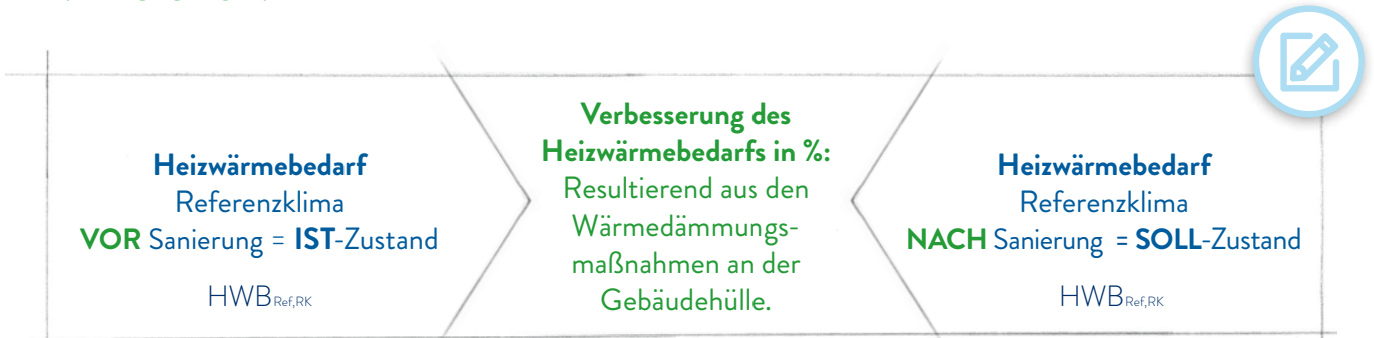 Heizwärmebedarf
Referenzklima
VOR Sanierung = IST-Zustand
HWBRef,RK
Verbesserung des
Heizwärmebedarfs in %:
Resultierend aus den
Wärmedämmungs-
maßnahmen an der
Gebäudehülle.
Heizwärmebedarf
Referenzklima
NACH Sanierung = SOLL-Zustand
HWBRef,RK